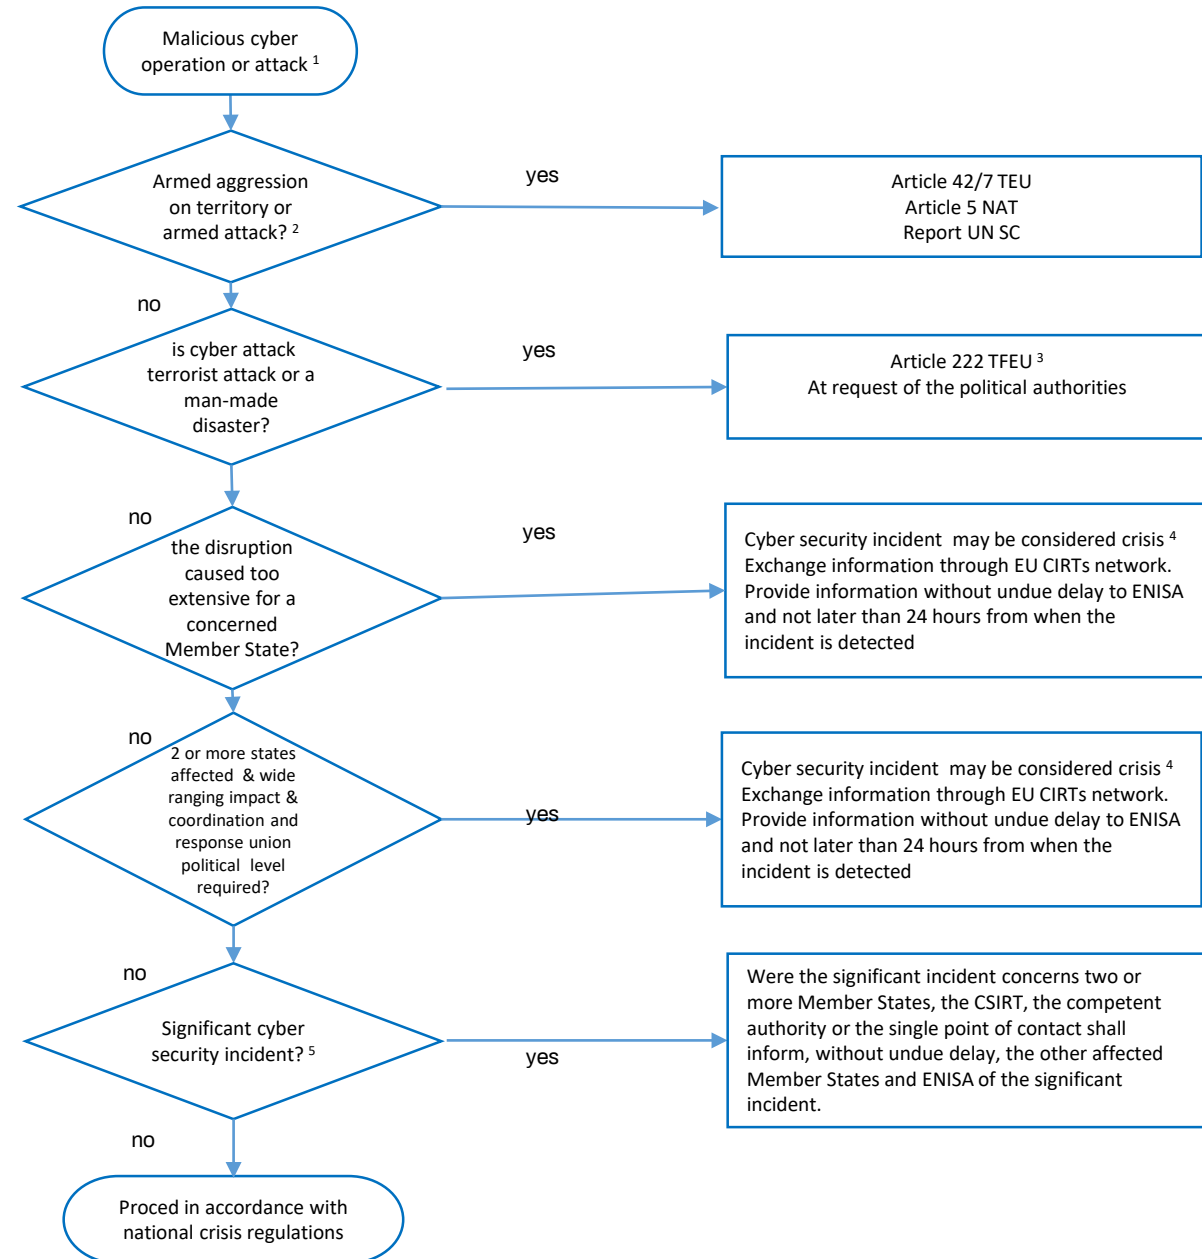 Malicious cyber
operation or attack 1
Armed aggression
on territory or
armed attack? 2
yes
Article 42/7 TEU
Article 5 NAT
Report UN SC
no
is cyber attack
terrorist attack or a
man-made
disaster?
yes
Article 222 TFEU 3
At request of the political authorities
no
the disruption
caused too
extensive for a
concerned
Member State?
yes
Cyber security incident  may be considered crisis 4
Exchange information through EU CIRTs network.
Provide information without undue delay to ENISA
and not later than 24 hours from when the
incident is detected
no
2 or more states
affected  & wide
ranging impact &
coordination and
response union
political  level
required?
yes
Cyber security incident  may be considered crisis 4
Exchange information through EU CIRTs network.
Provide information without undue delay to ENISA
and not later than 24 hours from when the
incident is detected
no
Significant cyber
security incident? 5
yes
Were the significant incident concerns two or
more Member States, the CSIRT, the competent
authority or the single point of contact shall
inform, without undue delay, the other affected
Member States and ENISA of the significant
incident.
no
Proced in accordance with
national crisis regulations